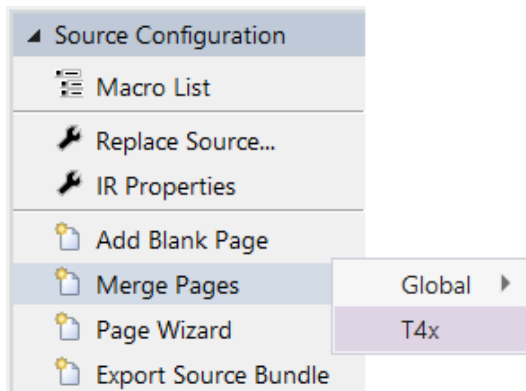 Source Configuration
Macro List
Replace Source...
IR Properties
Add Blank Page
Merge Pages
Global
Page Wizard
T4x
Export Source Bundle